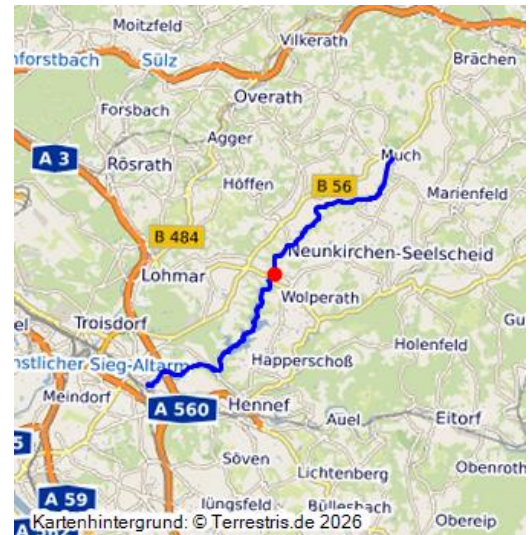 Moitzfeld
Vilkerath
nforstbach
Sülz
Brächen
Overath
Forsbach
Agger
Much
A 3
Rösrath
Höffen
B 56
Marienfeld
B 484
Neunkirchen-Seelscheid
Lohmar
Wolperath
Troisdorf
Gu
Holenfeld
nstlicher Sieg-Altarm
Happerschoß
Meindorf
A 560
Hennef
Auel
Eitorf
5
Söven
Obenroth
A 59
Lichtenberg
Jüngsfeld
Büllesbach
Kartenhintergrund: © Terrestris.de 2026
Obereip